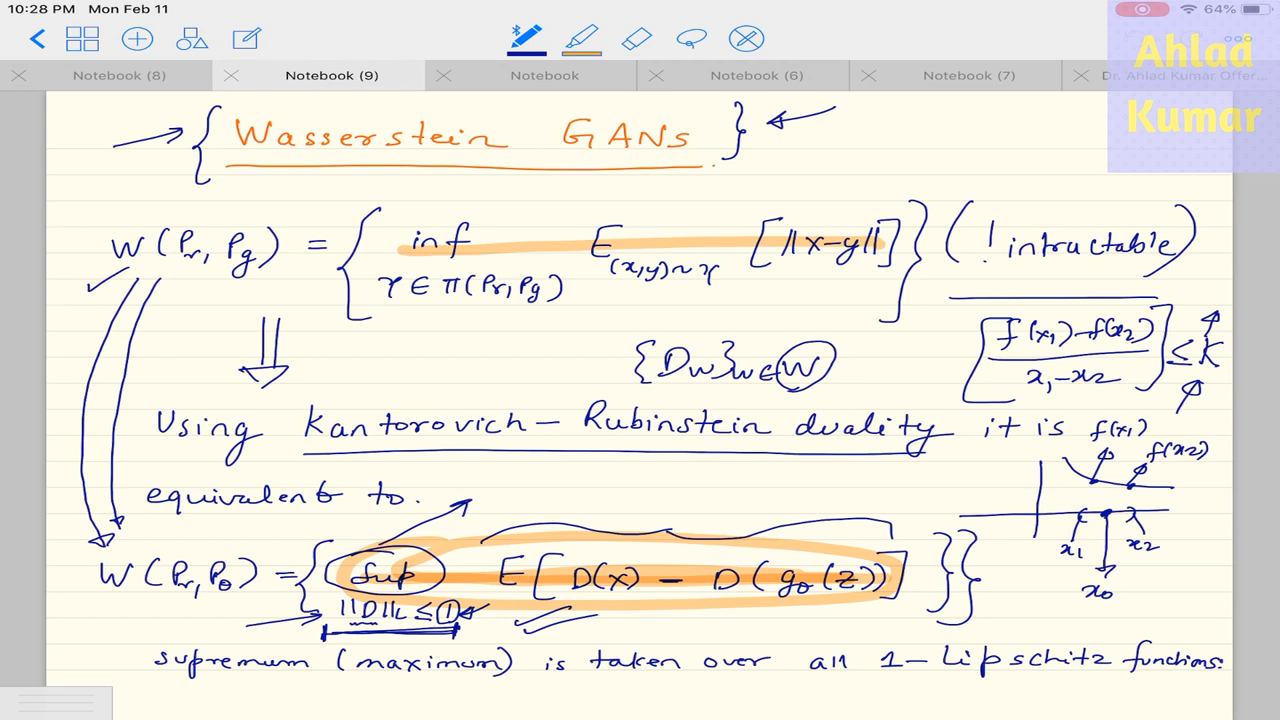 10:28 PM Mon Feb 11
64%
Ahlad
Kumar
Notebook (8)
Notebook (9)
Notebook
Notebook (6)
Notebook (7)
Dr. Ahlad Kumar Offer...
{ Wasserstein GANs }
W(Pr, Pg) = { inf E [||x-y||] } (! intractable)
γ ∈ π(Pr, Pg) (x,y)~γ
[f(x1)-f(x2) / x1-x2] ≤ K
{Dw}w∈W
Using Kantorovich - Rubinstein duality it is
f(x1)
f(x2)
equivalent to.
x1 x2
x0
W(Pr, Pθ) = { Sup E[D(x) - D(gθ(z))] }}
||D||L ≤ 1
supremum (maximum) is taken over all 1-Lipschitz functions.